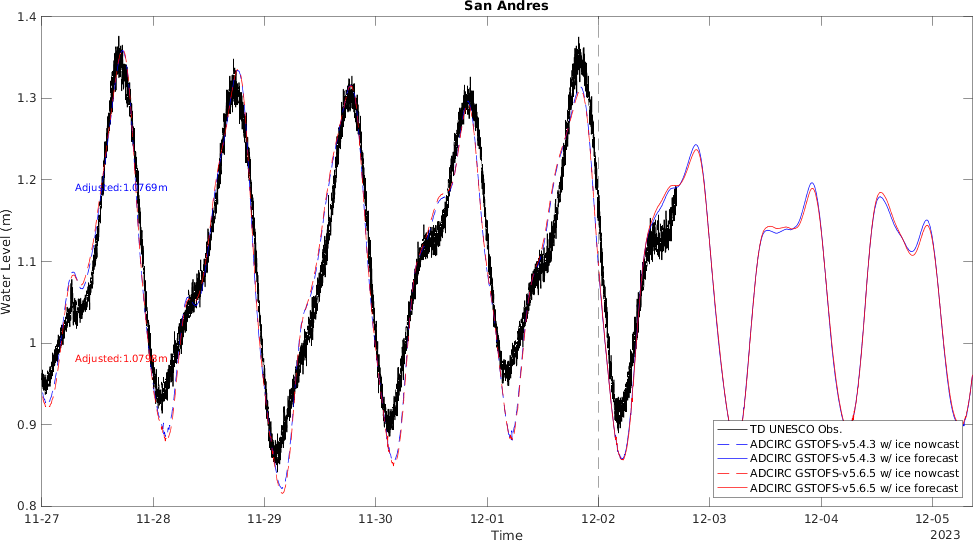 San Andres
1.4
1.3
1.2
1.1
1
0.9
0.8
Water Level (m)
Adjusted:1.0769m
Adjusted:1.0793m
TD UNESCO Obs.
ADCIRC GSTOFS-v5.4.3 w/ ice nowcast
ADCIRC GSTOFS-v5.4.3 w/ ice forecast
ADCIRC GSTOFS-v5.6.5 w/ ice nowcast
ADCIRC GSTOFS-v5.6.5 w/ ice forecast
11-27 11-28 11-29 11-30 12-01 12-02 12-03 12-04 12-05
Time
2023